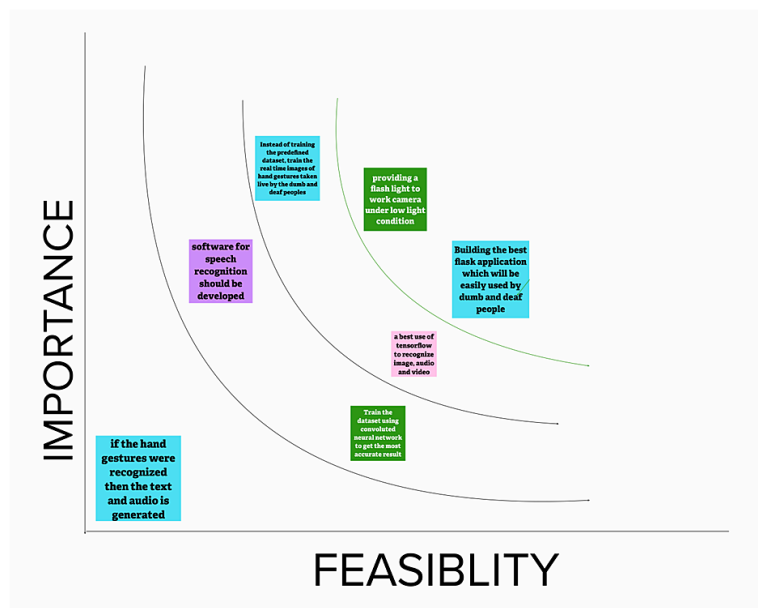 IMPORTANCE
Instead of training
the predefined
dataset, train the
real time images of
hand gestures taken
live by the dumb and
deaf peoples
providing a
flash light to
work camera
under low light
condition
software for
speech
recognition
should be
developed
Building the best
flask application
which will be
easily used by
dumb and deaf
people
a best use of
tensorflow
to recognize
image, audio
and video
Train the
dataset using
convoluted
neural network
to get the most
accurate result
if the hand
gestures were
recognized
then the text
and audio is
generated
FEASIBLITY